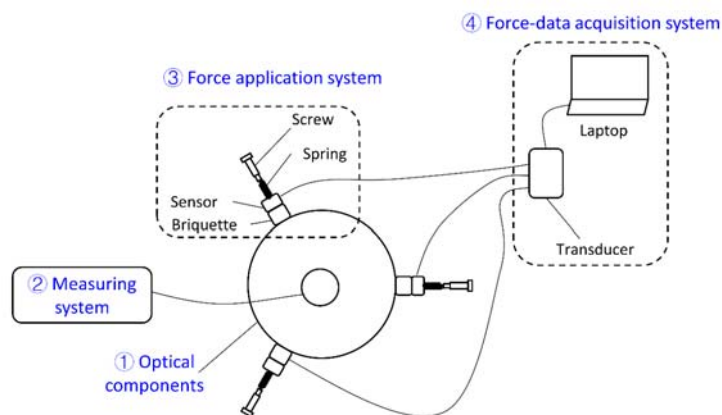 ④ Force-data acquisition system
③ Force application system
Screw
Laptop
Spring
Sensor
Briquette
Transducer
② Measuring
system
① Optical
components